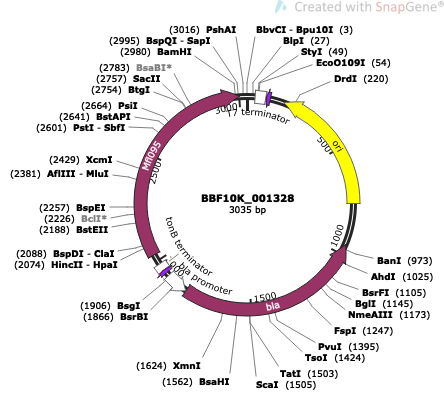 Created with SnapGene®
(3016) PshAI
BbvCI - Bpu10I (3)
(2995) BspQI - SapI
BlpI (27)
(2980) BamHI
StyI (49)
EcoO109I (54)
(2783) BsaBI*
DrdI (220)
(2757) SacII
(2754) BtgI
(2664) PsiI
(2641) BstAPI
(2601) PstI - SbfI
(2429) XcmI
(2381) AflIII - MluI
(2257) BspEI
(2226) BclI*
(2188) BstEII
(2088) BspDI - ClaI
(2074) HincII - HpaI
(1906) BsgI
(1866) BsrBI
(1624) XmnI
(1562) BsaHI
ScaI (1505)
TatI (1503)
TsoI (1424)
PvuI (1395)
FspI (1247)
NmeAIII (1173)
BglI (1145)
BsrFI (1105)
AhdI (1025)
BanI (973)
3000
T7 terminator
500
ori
1000
1500
bla
bla promoter
tonB terminator
2500
Mfl095
BBF10K_001328
3035 bp